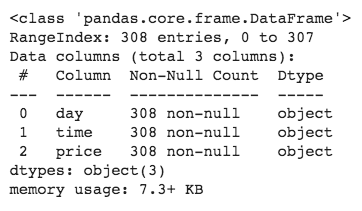 <class 'pandas.core.frame.DataFrame'>
RangeIndex: 308 entries, 0 to 307
Data columns (total 3 columns):
 #   Column  Non-Null Count  Dtype
---  ------  --------------  -----
 0   day     308 non-null    object
 1   time    308 non-null    object
 2   price   308 non-null    object
dtypes: object(3)
memory usage: 7.3+ KB